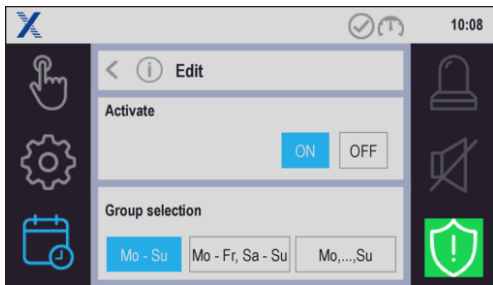 10:08
Edit
Activate
ON OFF
Group selection
Mo - Su Mo - Fr, Sa - Su Mo,...,Su